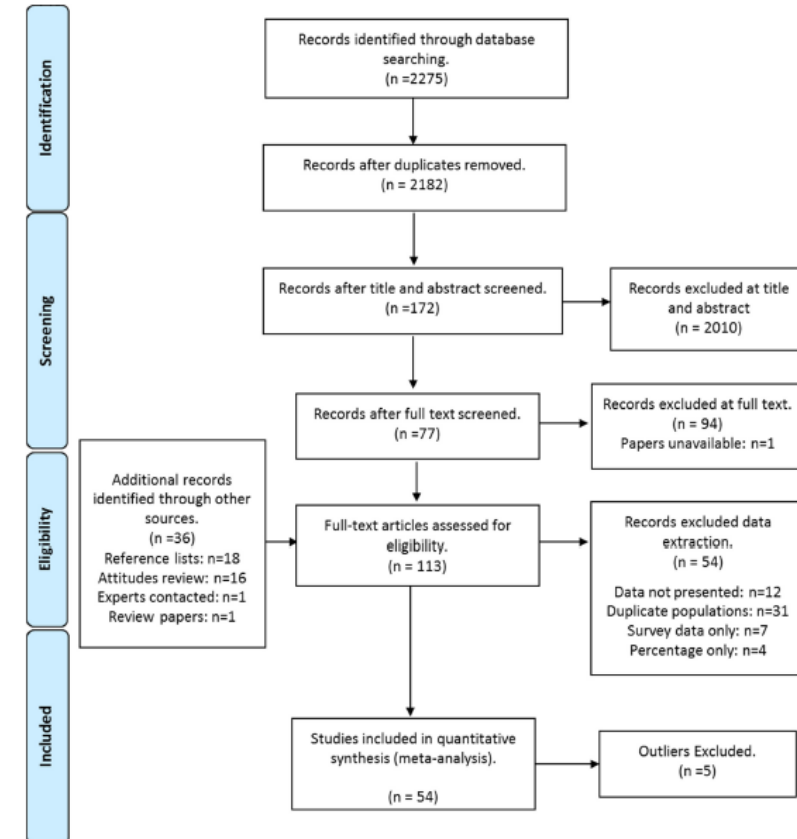 Identification
Records identified through database
searching.
(n =2275)
Records after duplicates removed.
(n = 2182)
Screening
Records after title and abstract screened.
(n =172)
Records excluded at title
and abstract
(n = 2010)
Records after full text screened.
(n =77)
Records excluded at full text.
(n = 94)
Papers unavailable: n=1
Eligibility
Additional records
identified through other
sources.
(n =36)
Reference lists: n=18
Attitudes review: n=16
Experts contacted: n=1
Review papers: n=1
Full-text articles assessed for
eligibility.
(n = 113)
Records excluded data
extraction.
(n = 54)
Data not presented: n=12
Duplicate populations: n=31
Survey data only: n=7
Percentage only: n=4
Included
Studies included in quantitative
synthesis (meta-analysis).
(n = 54)
Outliers Excluded.
(n =5)